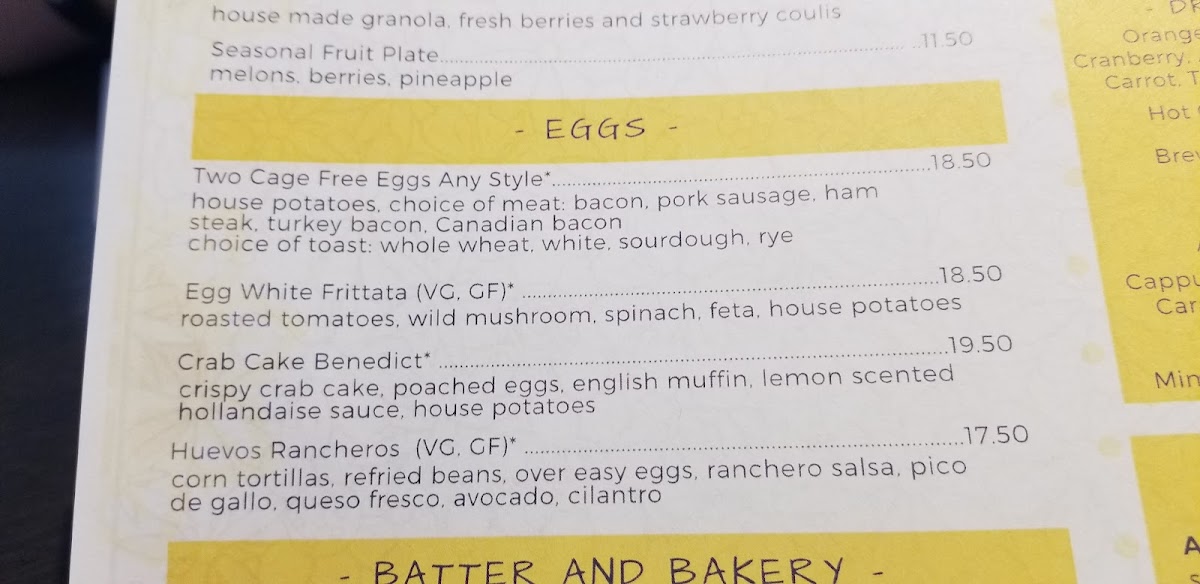 house made granola, fresh berries and strawberry coulis
Seasonal Fruit Plate.................................................................11.50
melons, berries, pineapple
- EGGS -
Two Cage Free Eggs Any Style*.................................................................18.50
house potatoes, choice of meat: bacon, pork sausage, ham
steak, turkey bacon, Canadian bacon
choice of toast: whole wheat, white, sourdough, rye
Egg White Frittata (VG, GF)* .................................................................18.50
roasted tomatoes, wild mushroom, spinach, feta, house potatoes
Crab Cake Benedict* .................................................................19.50
crispy crab cake, poached eggs, english muffin, lemon scented
hollandaise sauce, house potatoes
Huevos Rancheros (VG, GF)* .................................................................17.50
corn tortillas, refried beans, over easy eggs, ranchero salsa, pico
de gallo, queso fresco, avocado, cilantro
- BATTER AND BAKERY -
Orange
Cranberry,
Carrot, T
Hot
Brew
Cappu
Car
Min
A